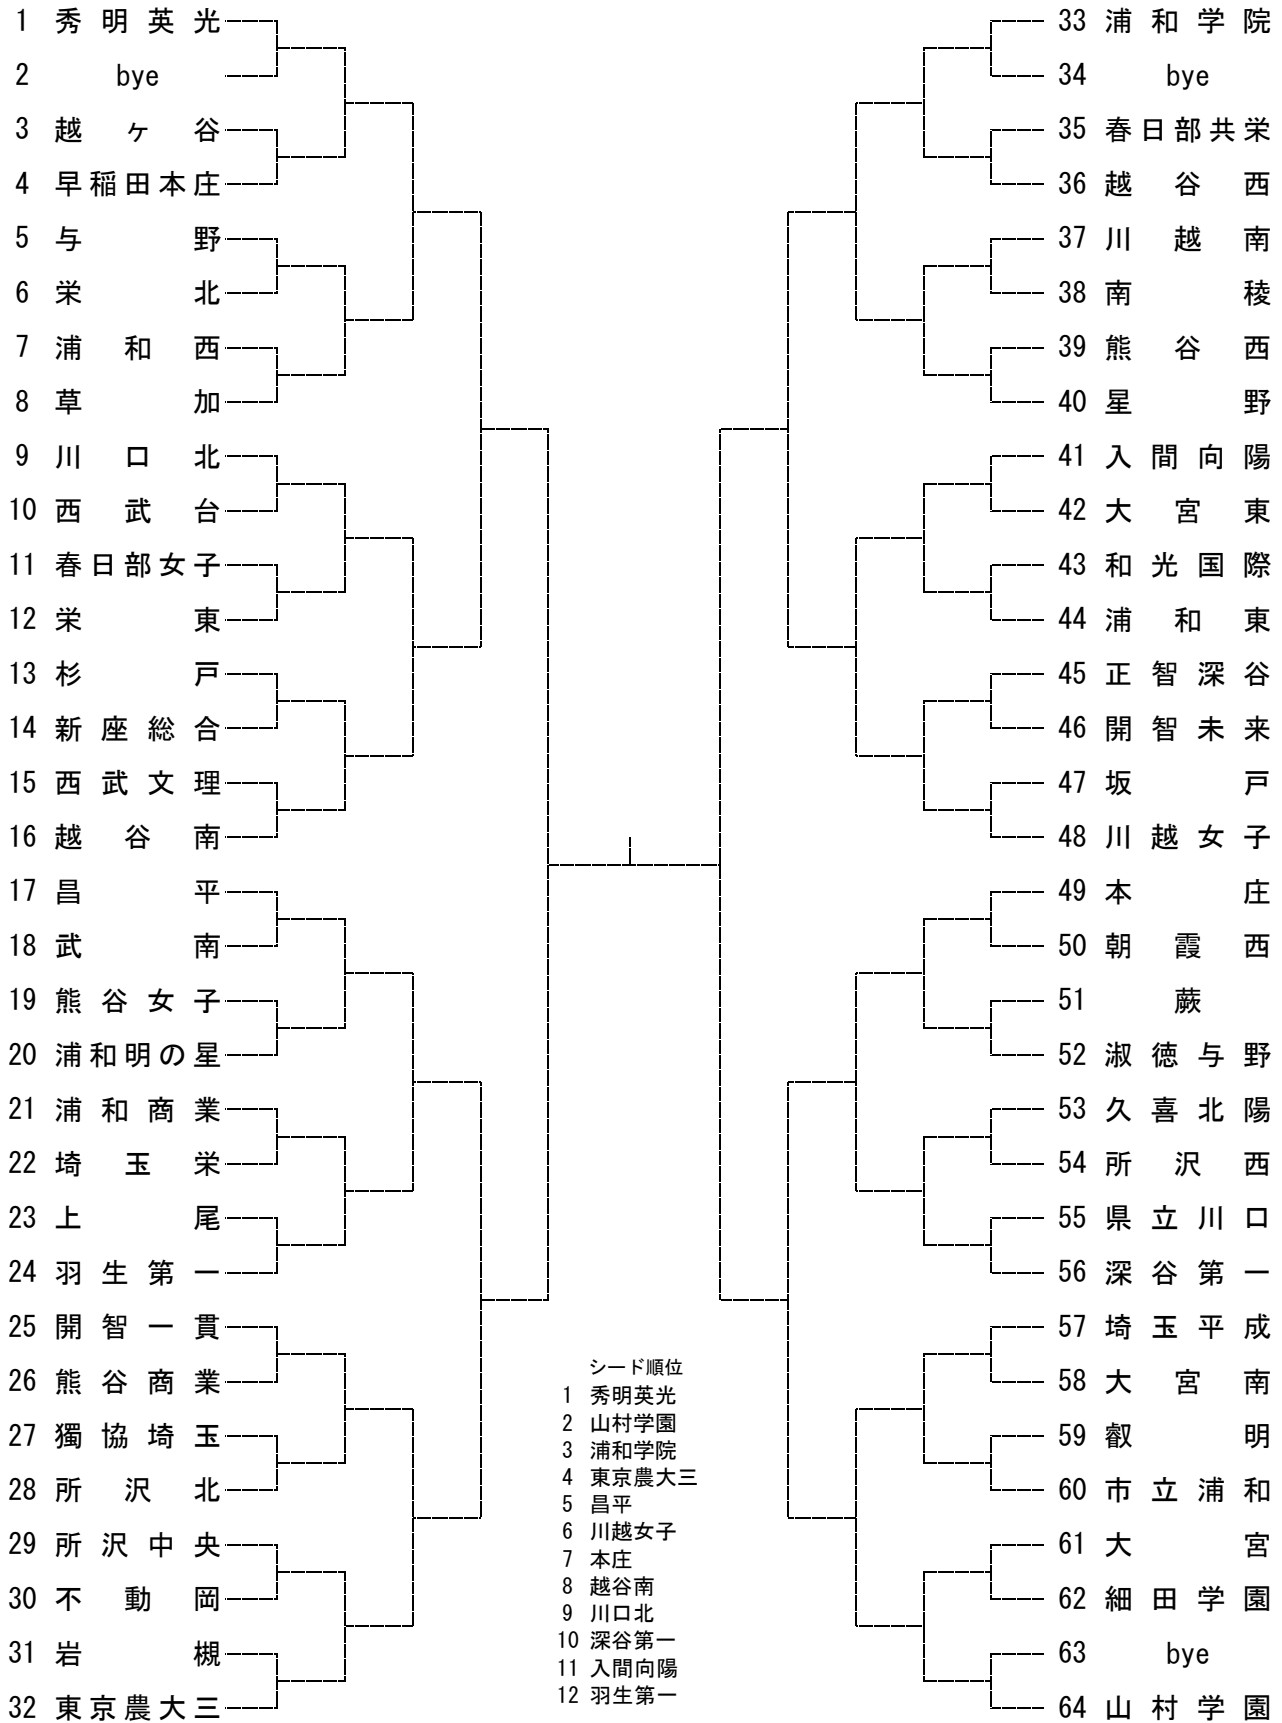 1 秀明英光
2 bye
3 越ヶ谷
4 早稲田本庄
5 与野
6 栄北
7 浦和西
8 草加
9 川口北
10 西武台
11 春日部女子
12 栄東
13 杉戸
14 新座総合
15 西武文理
16 越谷南
17 昌平
18 武南
19 熊谷女子
20 浦和明の星
21 浦和商業
22 埼玉栄
23 上尾
24 羽生第一
25 開智一貫
26 熊谷商業
27 獨協埼玉
28 所沢北
29 所沢中央
30 不動岡
31 岩槻
32 東京農大三
シード順位
1 秀明英光
2 山村学園
3 浦和学院
4 東京農大三
5 昌平
6 川越女子
7 本庄
8 越谷南
9 川口北
10 深谷第一
11 入間向陽
12 羽生第一
33 浦和学院
34 bye
35 春日部共栄
36 越谷西
37 川越南
38 南稜
39 熊谷西
40 星野
41 入間向陽
42 大宮東
43 和光国際
44 浦和東
45 正智深谷
46 開智未来
47 坂戸
48 川越女子
49 本庄
50 朝霞西
51 蕨
52 淑徳与野
53 久喜北陽
54 所沢西
55 県立川口
56 深谷第一
57 埼玉平成
58 大宮南
59 叡明
60 市立浦和
61 大宮
62 細田学園
63 bye
64 山村学園